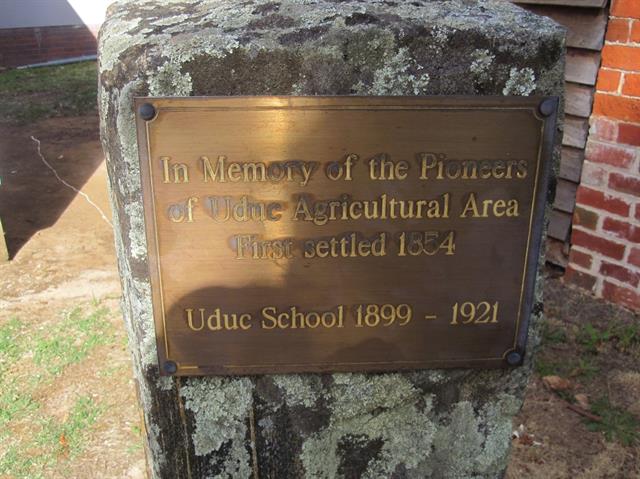 In Memory of the Pioneers
of Uduc Agricultural Area
First settled 1854
Uduc School 1899 - 1921